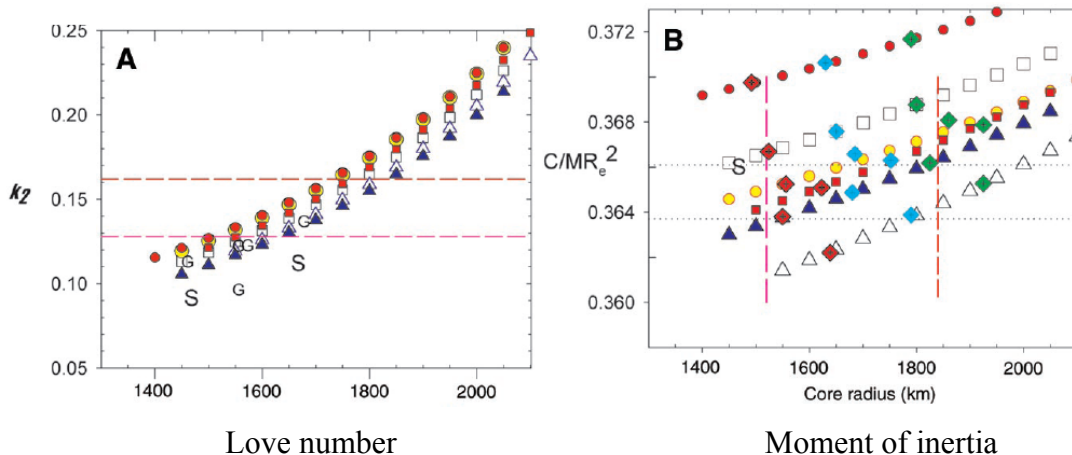 A
k₂
0.25
0.20
0.15
0.10
0.05
1400
1600
1800
2000
S
G
G
G
G
G
S
Love number
B
C/MRₑ²
0.372
0.368
0.364
0.360
S
1400
1600
1800
2000
Core radius (km)
Moment of inertia